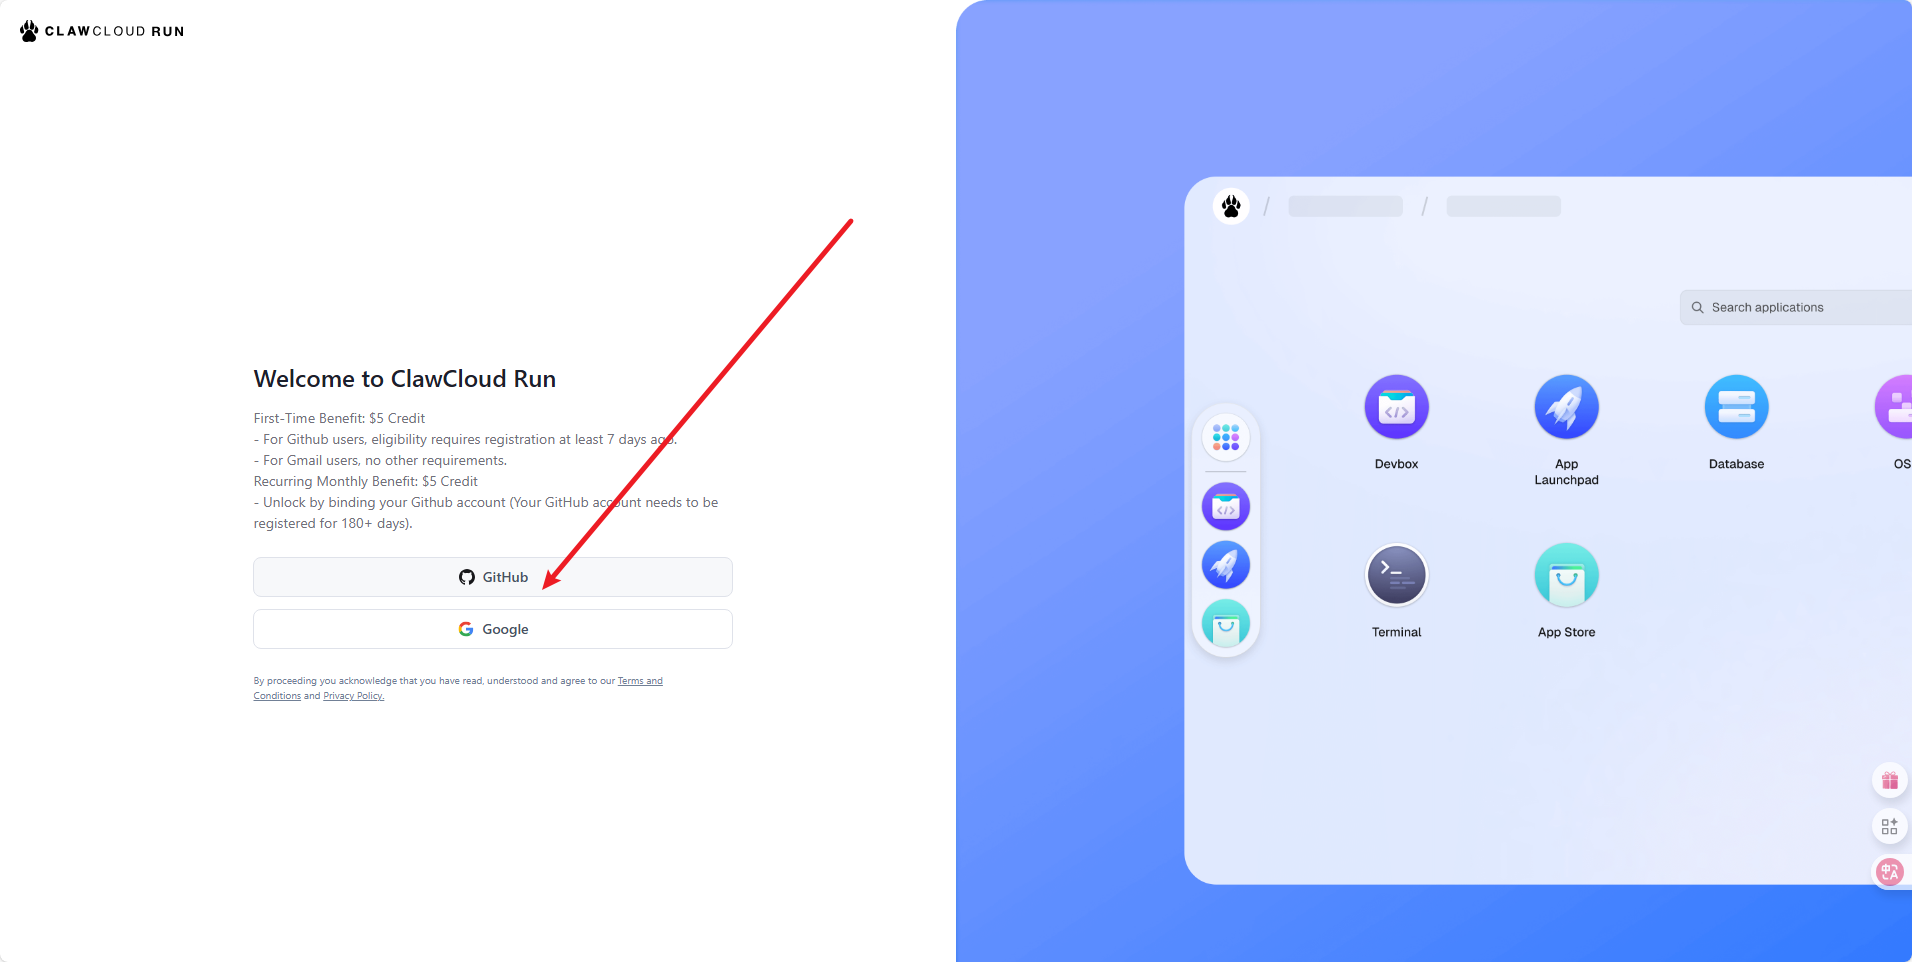 CLAWCLOUD RUN
Welcome to ClawCloud Run
First-Time Benefit: $5 Credit
- For Github users, eligibility requires registration at least 7 days ago.
- For Gmail users, no other requirements.
Recurring Monthly Benefit: $5 Credit
- Unlock by binding your Github account (Your GitHub account needs to be
registered for 180+ days).
GitHub
Google
By proceeding you acknowledge that you have read, understood and agree to our Terms and
Conditions and Privacy Policy.
/ /
Search applications
</>
Devbox
App
Launchpad
Database
OS
</>
Terminal
App Store
中A